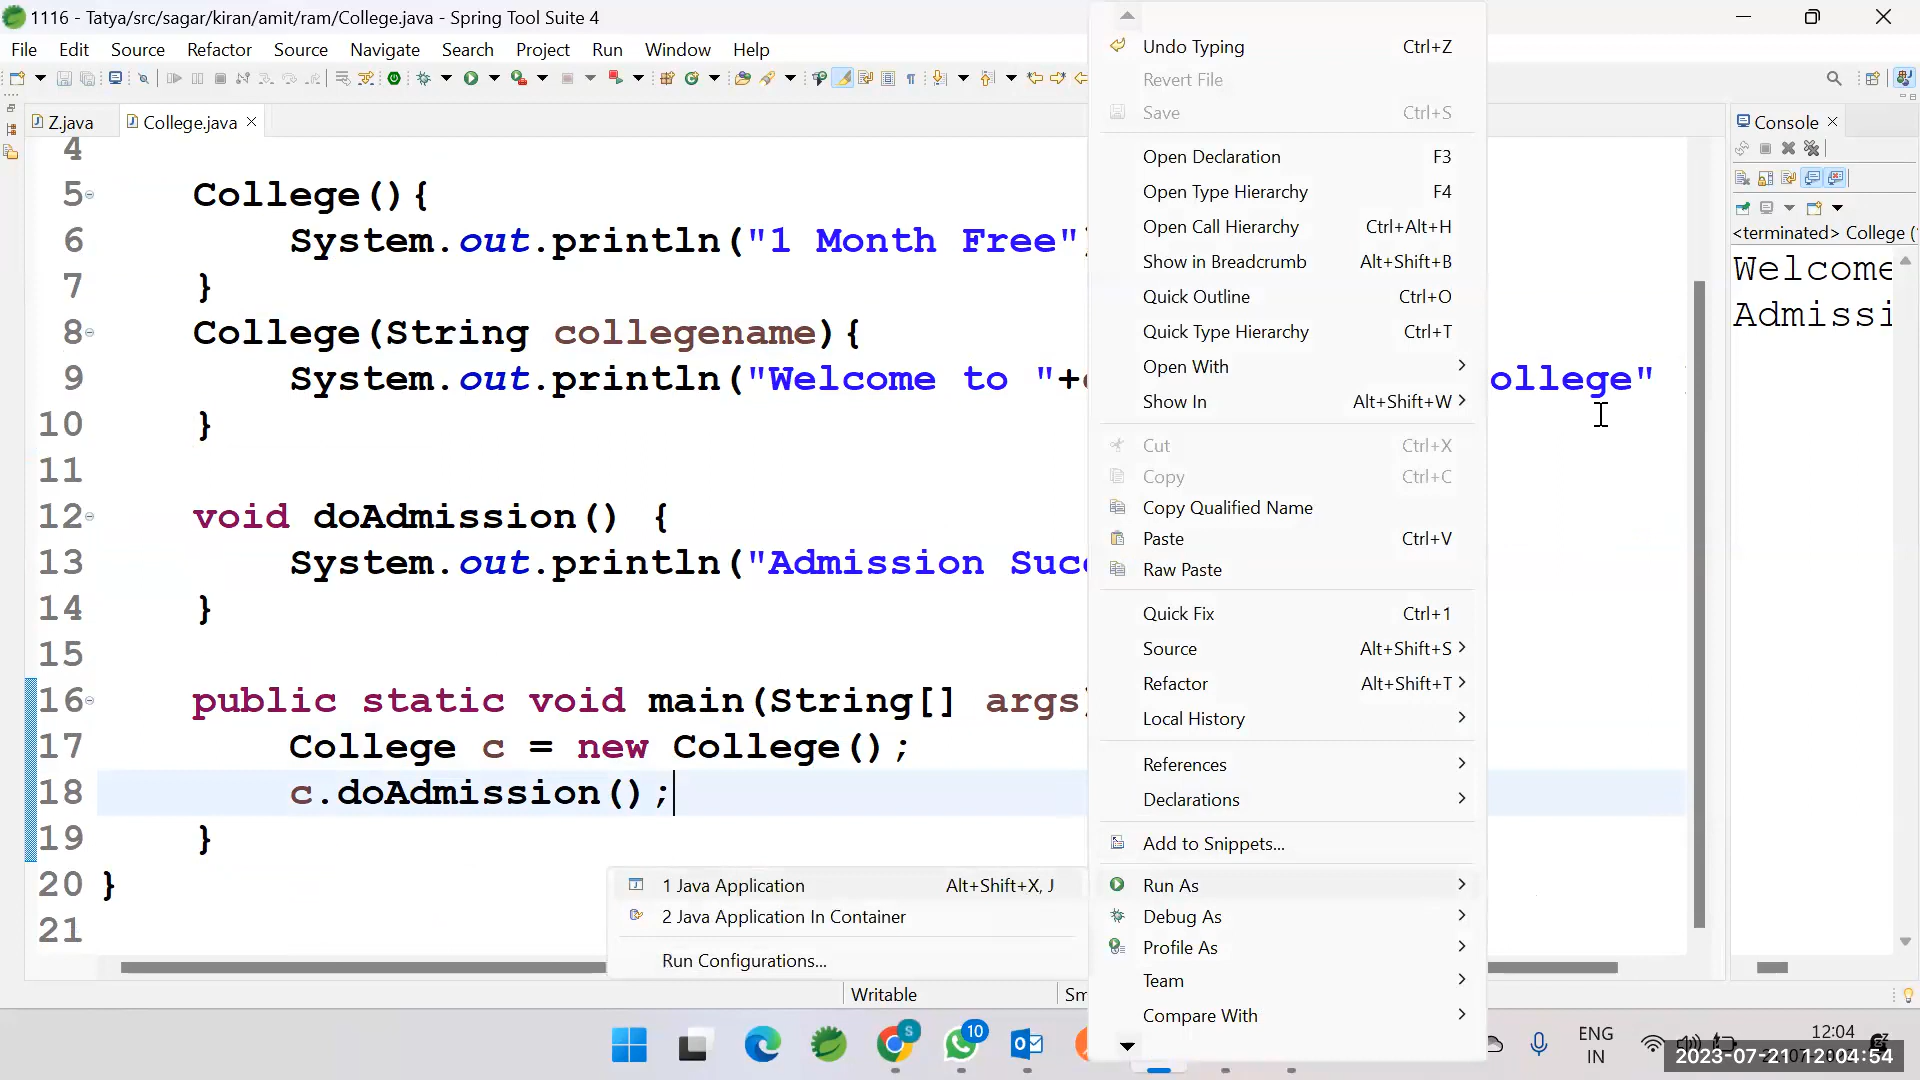 1116 - Tatya/src/sagar/kiran/amit/ram/College.java - Spring Tool Suite 4
File Edit Source Refactor Source Navigate Search Project Run Window Help
Z.java College.java
4
5 College(){
6 System.out.println("1 Month Free"
7 }
8 College(String collegename){
9 System.out.println("Welcome to "+ ollege"
10 }
11
12 void doAdmission() {
13 System.out.println("Admission Succ
14 }
15
16 public static void main(String[] args
17 College c = new College();
18 c.doAdmission();
19 }
20 }
21
Undo Typing Ctrl+Z
Revert File
Save Ctrl+S
Open Declaration F3
Open Type Hierarchy F4
Open Call Hierarchy Ctrl+Alt+H
Show in Breadcrumb Alt+Shift+B
Quick Outline Ctrl+O
Quick Type Hierarchy Ctrl+T
Open With
Show In Alt+Shift+W
Cut Ctrl+X
Copy Ctrl+C
Copy Qualified Name
Paste Ctrl+V
Raw Paste
Quick Fix Ctrl+1
Source Alt+Shift+S
Refactor Alt+Shift+T
Local History
References
Declarations
Add to Snippets...
Run As
Debug As
Profile As
Team
Compare With
1 Java Application Alt+Shift+X, J
2 Java Application In Container
Run Configurations...
Console
<terminated> College (
Welcome
Admissi
Writable Sm
S 10
ENG
IN
12:04
2023-07-21 12:04:54